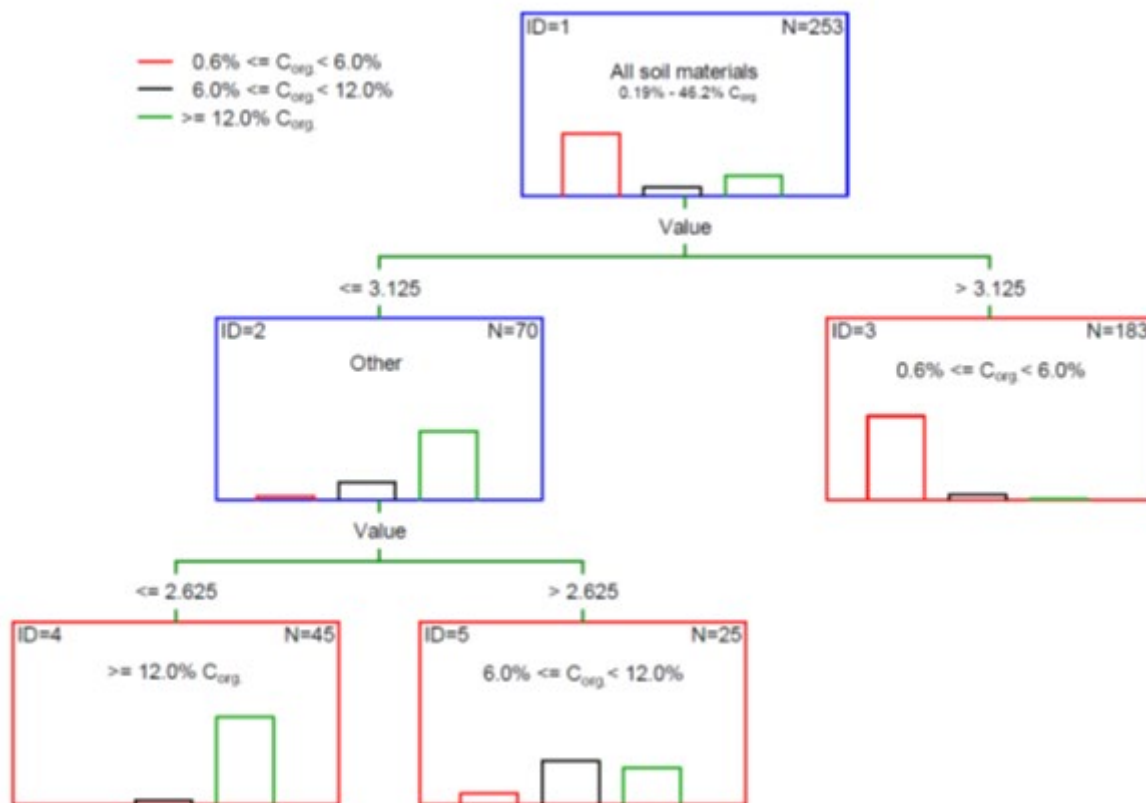 ID=1 N=253
0.6% <= Corg. < 6.0%
6.0% <= Corg. < 12.0%
>= 12.0% Corg.
All soil materials
0.19% - 46.2% Corg.
Value
<= 3.125 > 3.125
ID=2 N=70
Other
ID=3 N=183
0.6% <= Corg. < 6.0%
Value
<= 2.625 > 2.625
ID=4 N=45
>= 12.0% Corg.
ID=5 N=25
6.0% <= Corg. < 12.0%